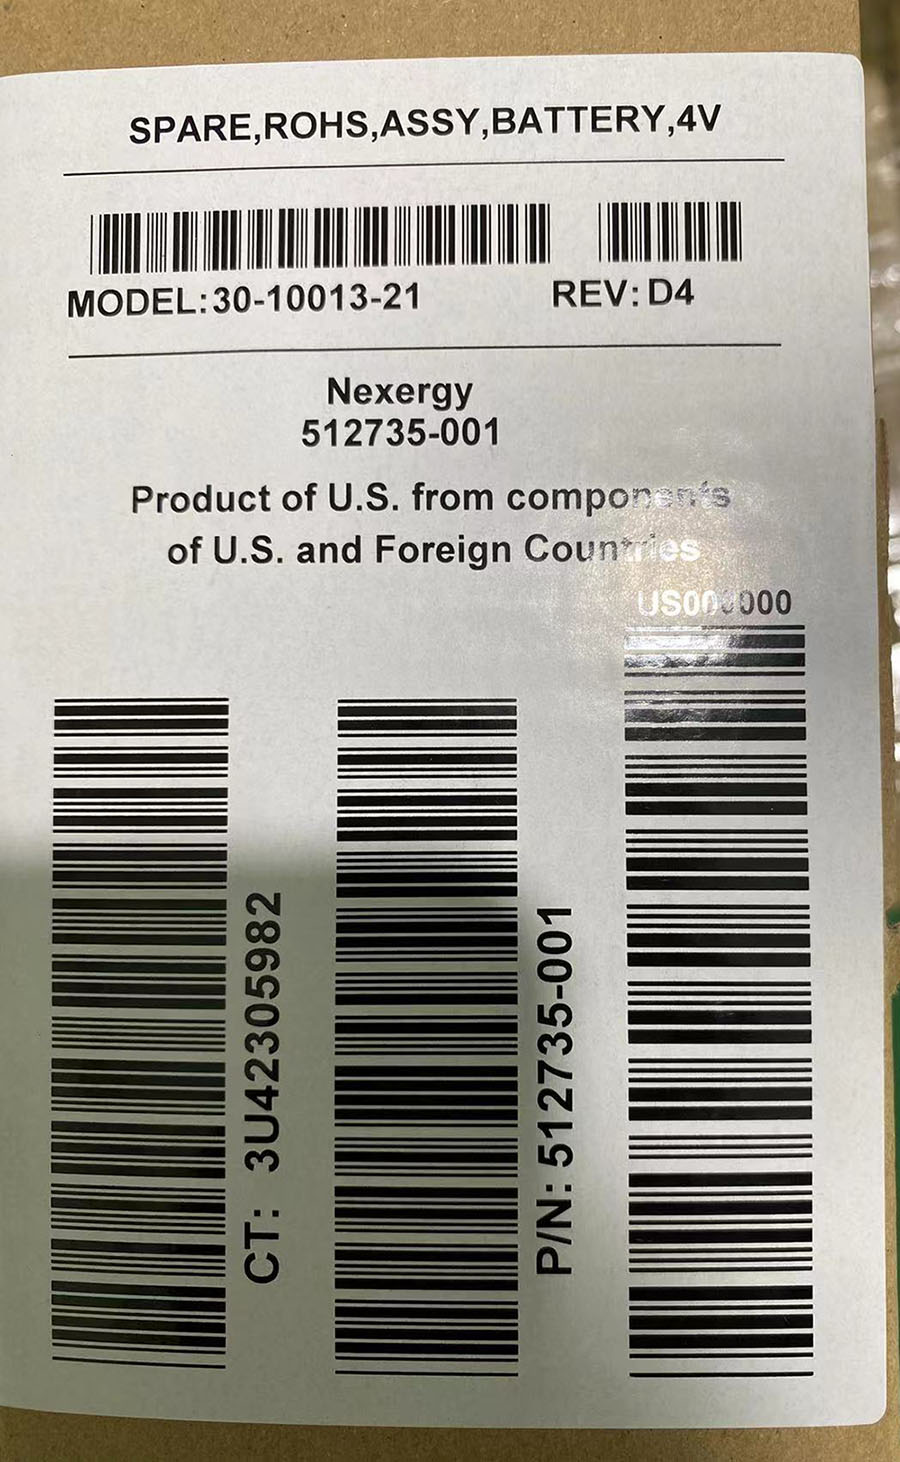 SPARE,ROHS,ASSY,BATTERY,4V
MODEL:30-10013-21 REV:D4
Nexergy
512735-001
Product of U.S. from components
of U.S. and Foreign Countries
US000000
CT: 3U42305982
P/N: 512735-001